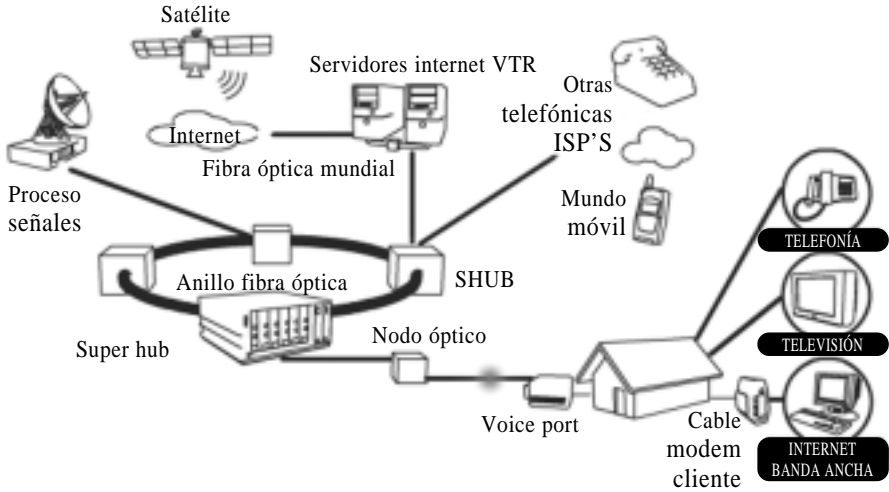 Satélite
Servidores internet VTR
Otras
telefónicas
ISP'S
Internet
Fibra óptica mundial
Proceso
señales
Mundo
móvil
TELEFONÍA
Anillo fibra óptica
SHUB
Super hub
Nodo óptico
TELEVISIÓN
Voice port
Cable
modem
cliente
INTERNET
BANDA ANCHA